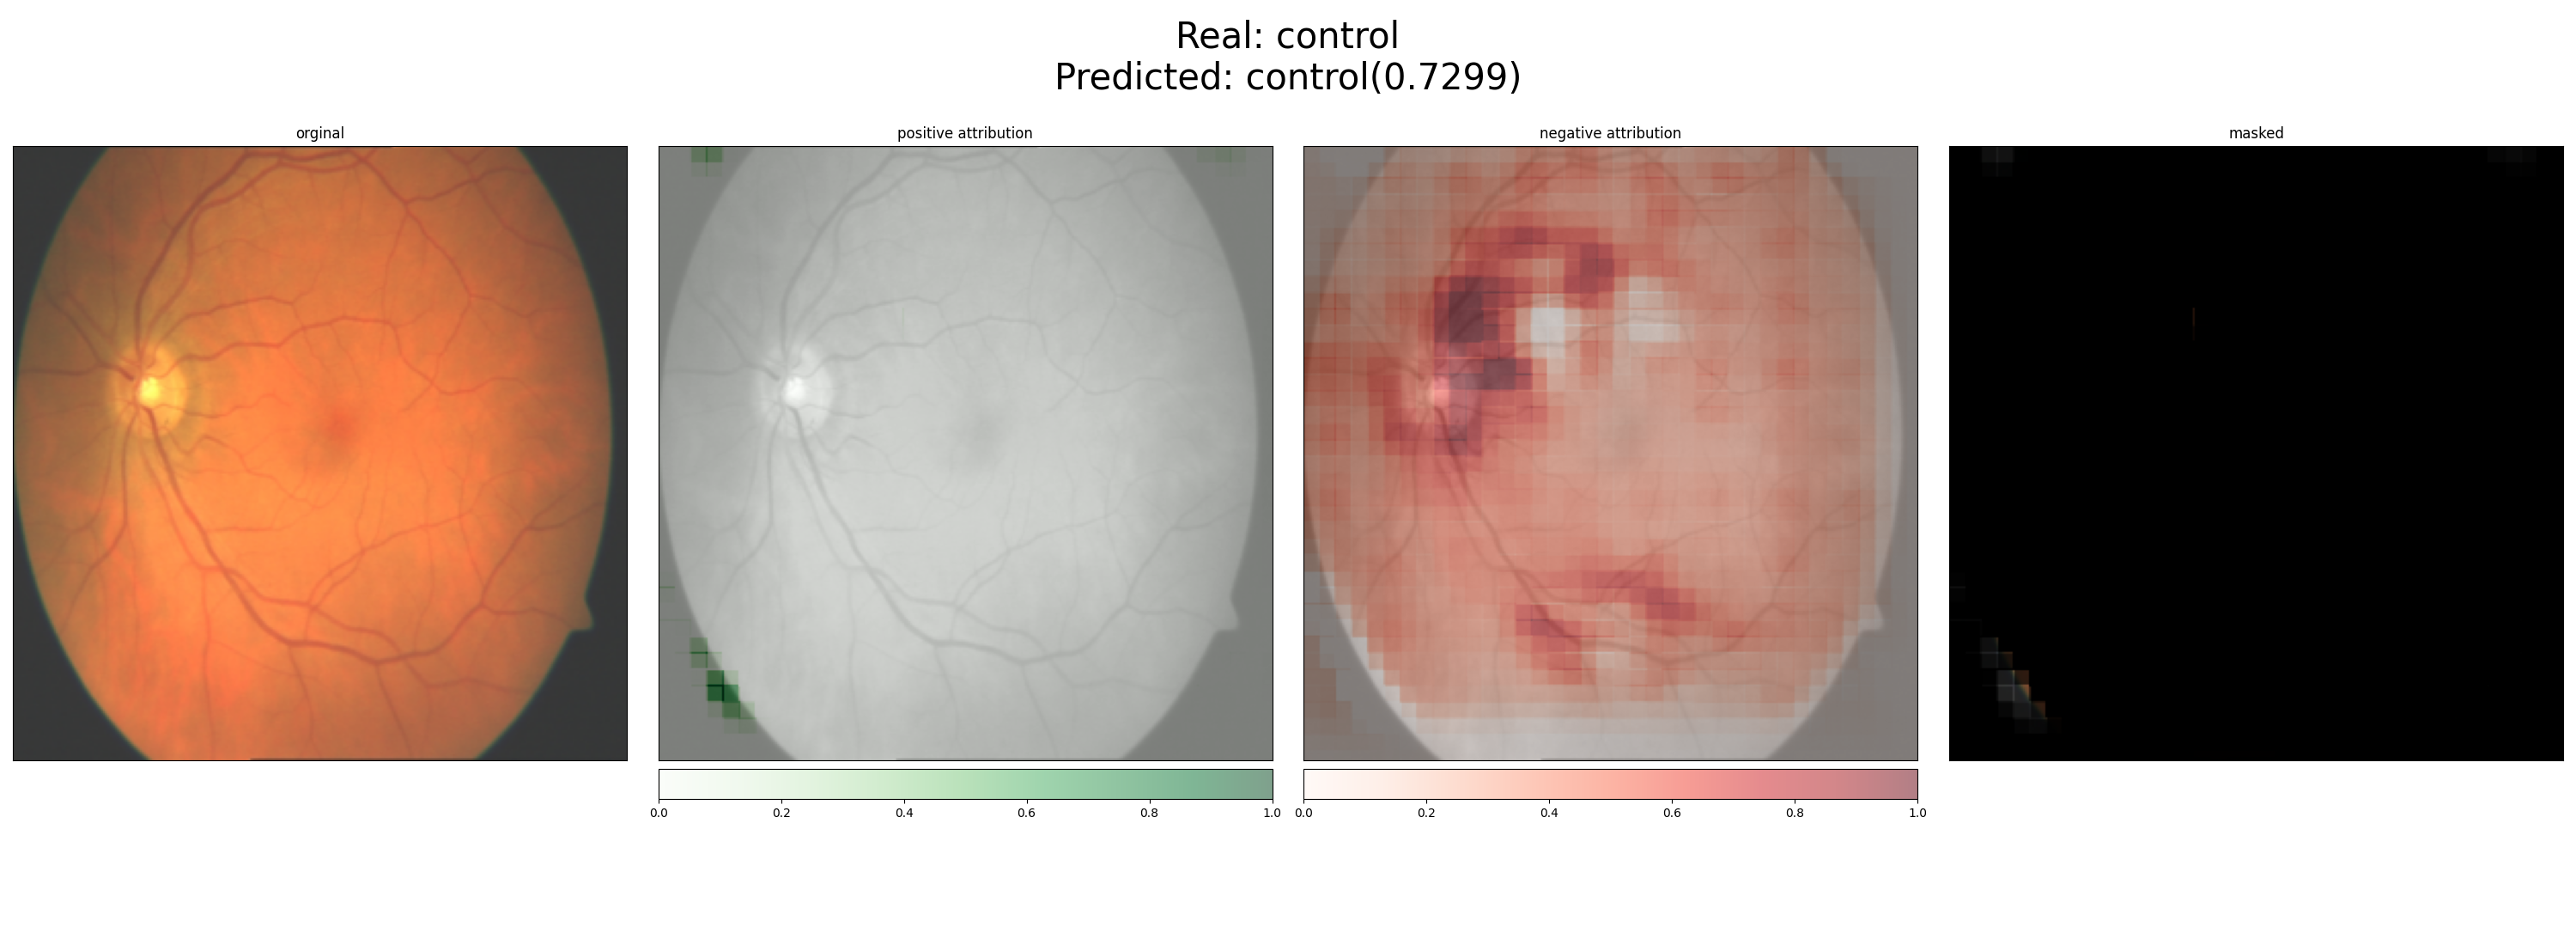 Real: control
Predicted: control(0.7299)
orginal
positive attribution
negative attribution
masked
0.0 0.2 0.4 0.6 0.8 1.0
0.0 0.2 0.4 0.6 0.8 1.0